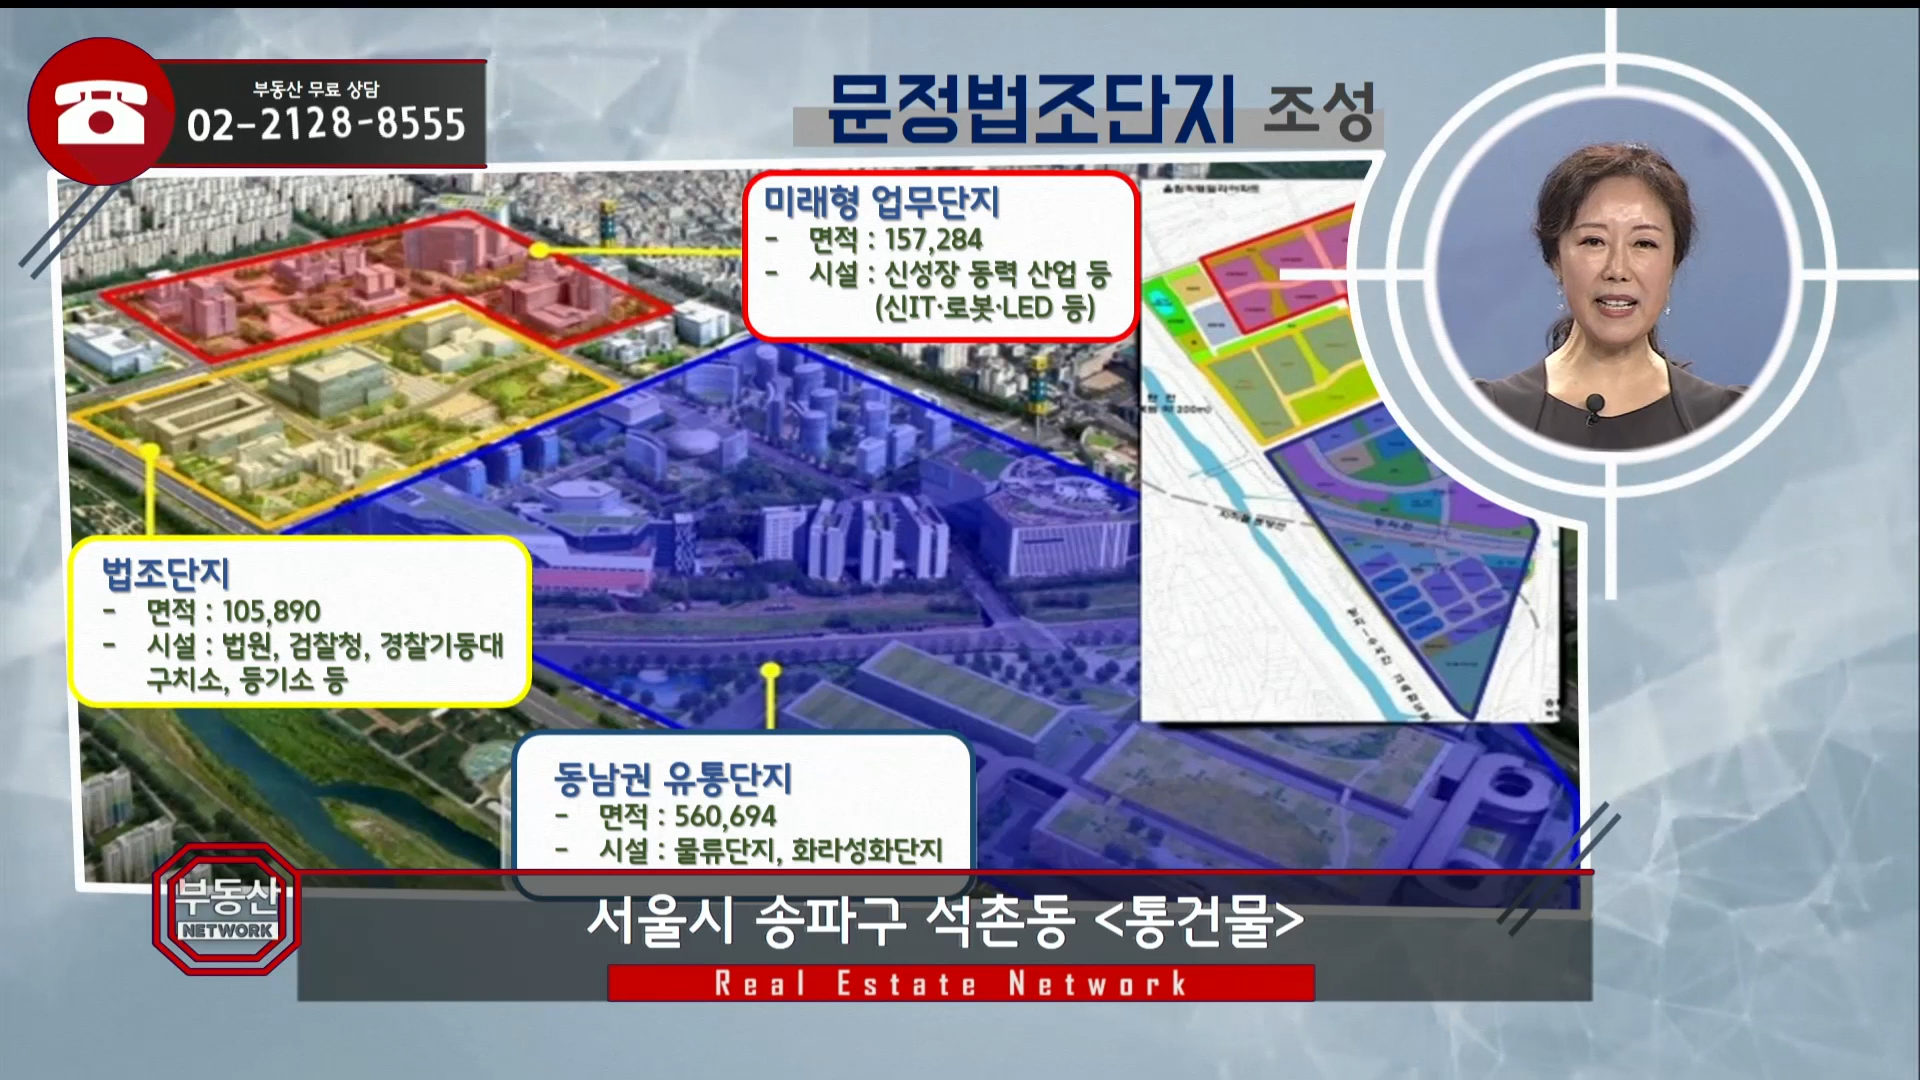 부동산 무료 상담
02-2128-8555
문정법조단지 조성
미래형 업무단지
- 면적 : 157,284
- 시설 : 신성장 동력 산업 등
(신IT·로봇·LED 등)
법조단지
- 면적 : 105,890
- 시설 : 법원, 검찰청, 경찰기동대
구치소, 등기소 등
동남권 유통단지
- 면적 : 560,694
- 시설 : 물류단지, 화라성화단지
부동산
NETWORK
서울시 송파구 석촌동 <통건물>
Real Estate Network